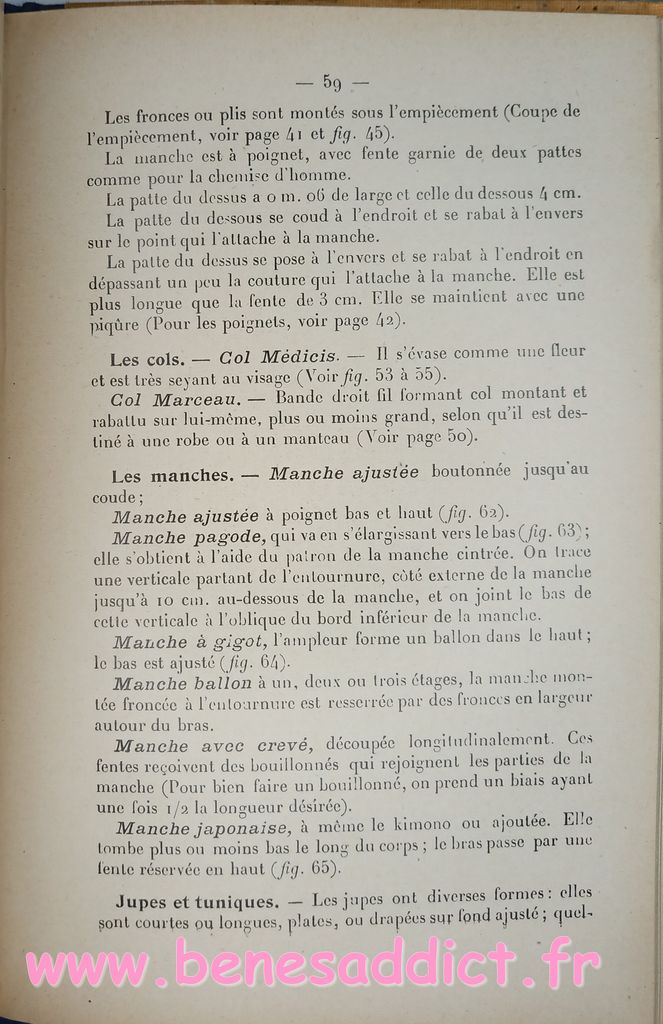 — 59 —
Les fronces ou plis sont montés sous l'empiècement (Coupe de
l'empiècement, voir page 41 et fig. 45).
La manche est à poignet, avec fente garnie de deux pattes
comme pour la chemise d'homme.
La patte du dessus a 0 m. 06 de large et celle du dessous 4 cm.
La patte du dessous se coud à l'endroit et se rabat à l'envers
sur le point qui l'attache à la manche.
La patte du dessus se pose à l'envers et se rabat à l'endroit en
dépassant un peu la couture qui l'attache à la manche. Elle est
plus longue que la fente de 3 cm. Elle se maintient avec une
piqûre (Pour les poignets, voir page 42).
Les cols. — Col Médicis. — Il s'évase comme une fleur
et est très seyant au visage (Voir fig. 53 à 55).
Col Marceau. — Bande droit fil formant col montant et
rabattu sur lui-même, plus ou moins grand, selon qu'il est des-
tiné à une robe ou à un manteau (Voir page 50).
Les manches. — Manche ajustée boutonnée jusqu'au
coude ;
Manche ajustée à poignet bas et haut (fig. 62).
Manche pagode, qui va en s'élargissant vers le bas (fig. 63) ;
elle s'obtient à l'aide du patron de la manche cintrée. On trace
une verticale partant de l'entournure, côté externe de la manche
jusqu'à 10 cm. au-dessous de la manche, et on joint le bas de
cette verticale à l'oblique du bord inférieur de la manche.
Manche à gigot, l'ampleur forme un ballon dans le haut ;
le bas est ajusté (fig. 64).
Manche ballon à un, deux ou trois étages, la manche mon-
tée froncée à l'entournure est resserrée par des fronces en largeur
autour du bras.
Manche avec crevé, découpée longitudinalement. Ces
fentes reçoivent des bouillonnés qui rejoignent les parties de la
manche (Pour bien faire un bouillonné, on prend un biais ayant
une fois 1/2 la longueur désirée).
Manche japonaise, à même le kimono ou ajoutée. Elle
tombe plus ou moins bas le long du corps ; le bras passe par une
fente réservée en haut (fig. 65).
Jupes et tuniques. — Les jupes ont diverses formes : elles
sont courtes ou longues, plates, ou drapées sur fond ajusté ; quel-
www.benesaddict.fr